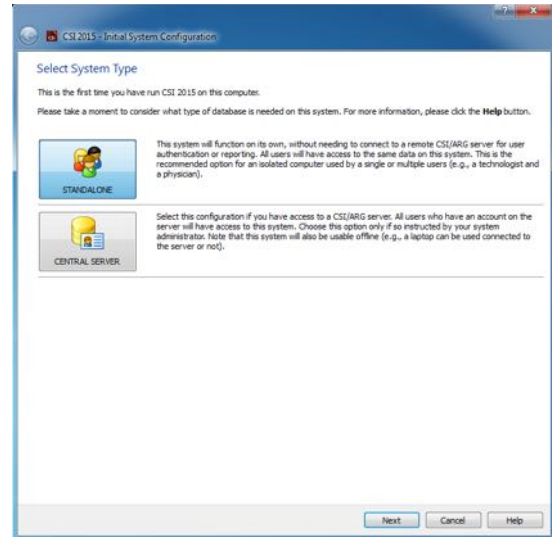 CSI 2015 - Initial System Configuration
Select System Type
This is the first time you have run CSI 2015 on this computer.
Please take a moment to consider what type of database is needed on this system. For more information, please click the Help button.
STANDALONE
This system will function on its own, without needing to connect to a remote CSI/ARG server for user
authentication or reporting. All users will have access to the same data on this system. This is the
recommended option for an isolated computer used by a single or multiple users (e.g., a technologist and
a physician).
CENTRAL SERVER
Select this configuration if you have access to a CSI/ARG server. All users who have an account on the
server will have access to this system. Choose this option only if so instructed by your system
administrator. Note that this system will also be usable offline (e.g., a laptop can be used connected to
the server or not).
Next Cancel Help